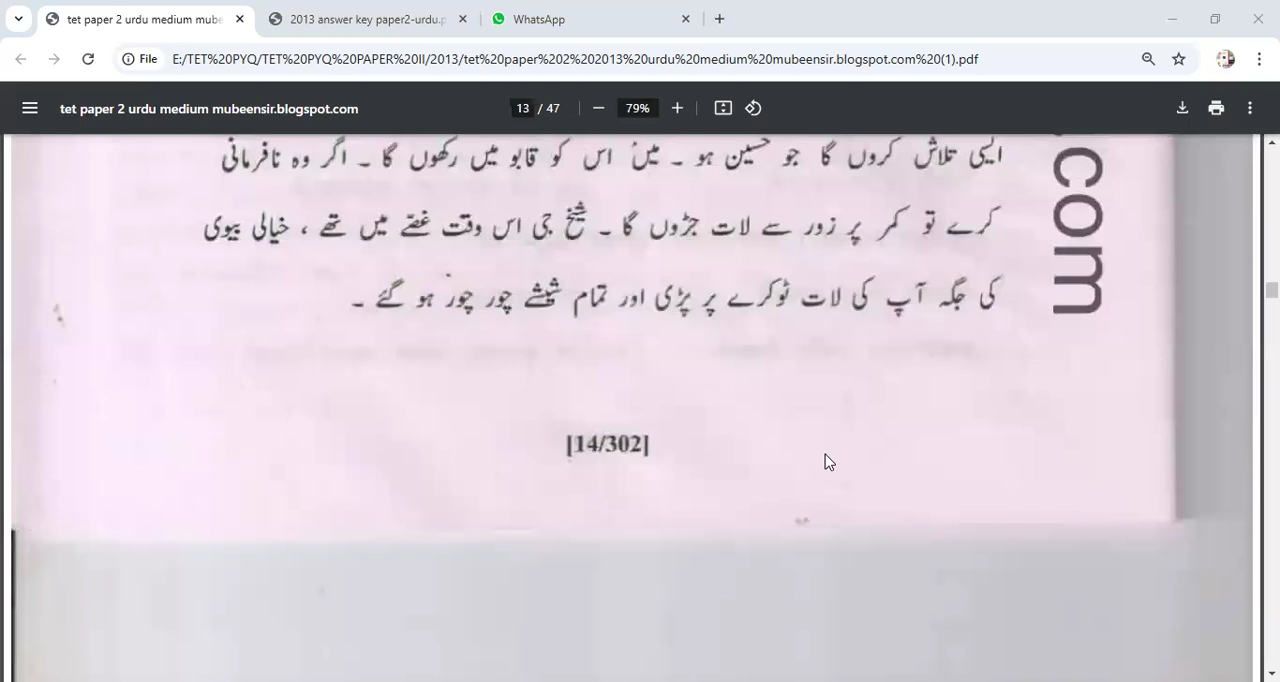 tet paper 2 urdu medium mube
2013 answer key paper2-urdu.p
WhatsApp
File
E:/TET%20PYQ/TET%20PYQ%20PAPER%20II/2013/tet%20paper%202%202013%20urdu%20medium%20mubeensir.blogspot.com%20(1).pdf
tet paper 2 urdu medium mubeensir.blogspot.com
13 / 47
79%
ایسی تلاش کروں گا جو حسین ہو ۔ میں اس کو قابو میں رکھوں گا ۔ اگر وہ نافرمانی
کرے تو کمر پر زور سے لات جڑوں گا ۔ شیخ جی اس وقت غصّے میں تھے ، خیالی بیوی
کی جگہ آپ کی لات ٹوکرے پر پڑی اور تمام شیشے چور چور ہو گئے ۔
[14/302]
com